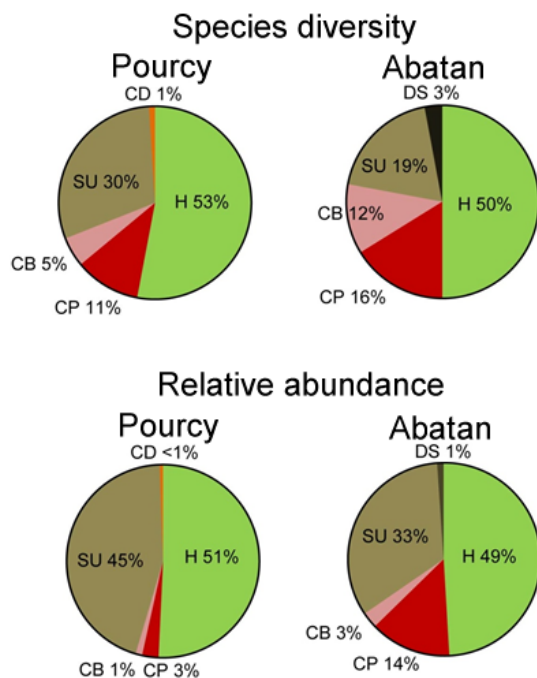 Species diversity
Pourcy
Abatan
CD 1%
DS 3%
SU 30%
H 53%
CB 5%
CP 11%
SU 19%
CB 12%
H 50%
CP 16%
Relative abundance
Pourcy
Abatan
CD <1%
DS 1%
SU 45%
H 51%
CB 1%
CP 3%
SU 33%
H 49%
CB 3%
CP 14%